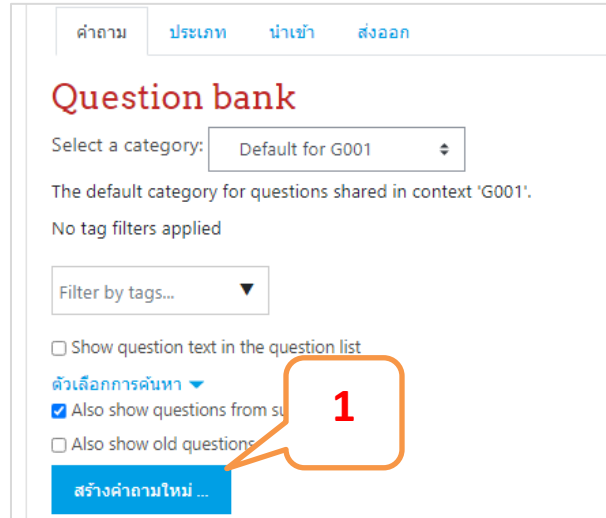 คำถาม ประเภท นำเข้า ส่งออก
Question bank
Select a category: Default for G001
The default category for questions shared in context 'G001'.
No tag filters applied
Filter by tags...
Show question text in the question list
ตัวเลือกการค้นหา
Also show questions from
1
Also show old questions
สร้างคำถามใหม่ ...